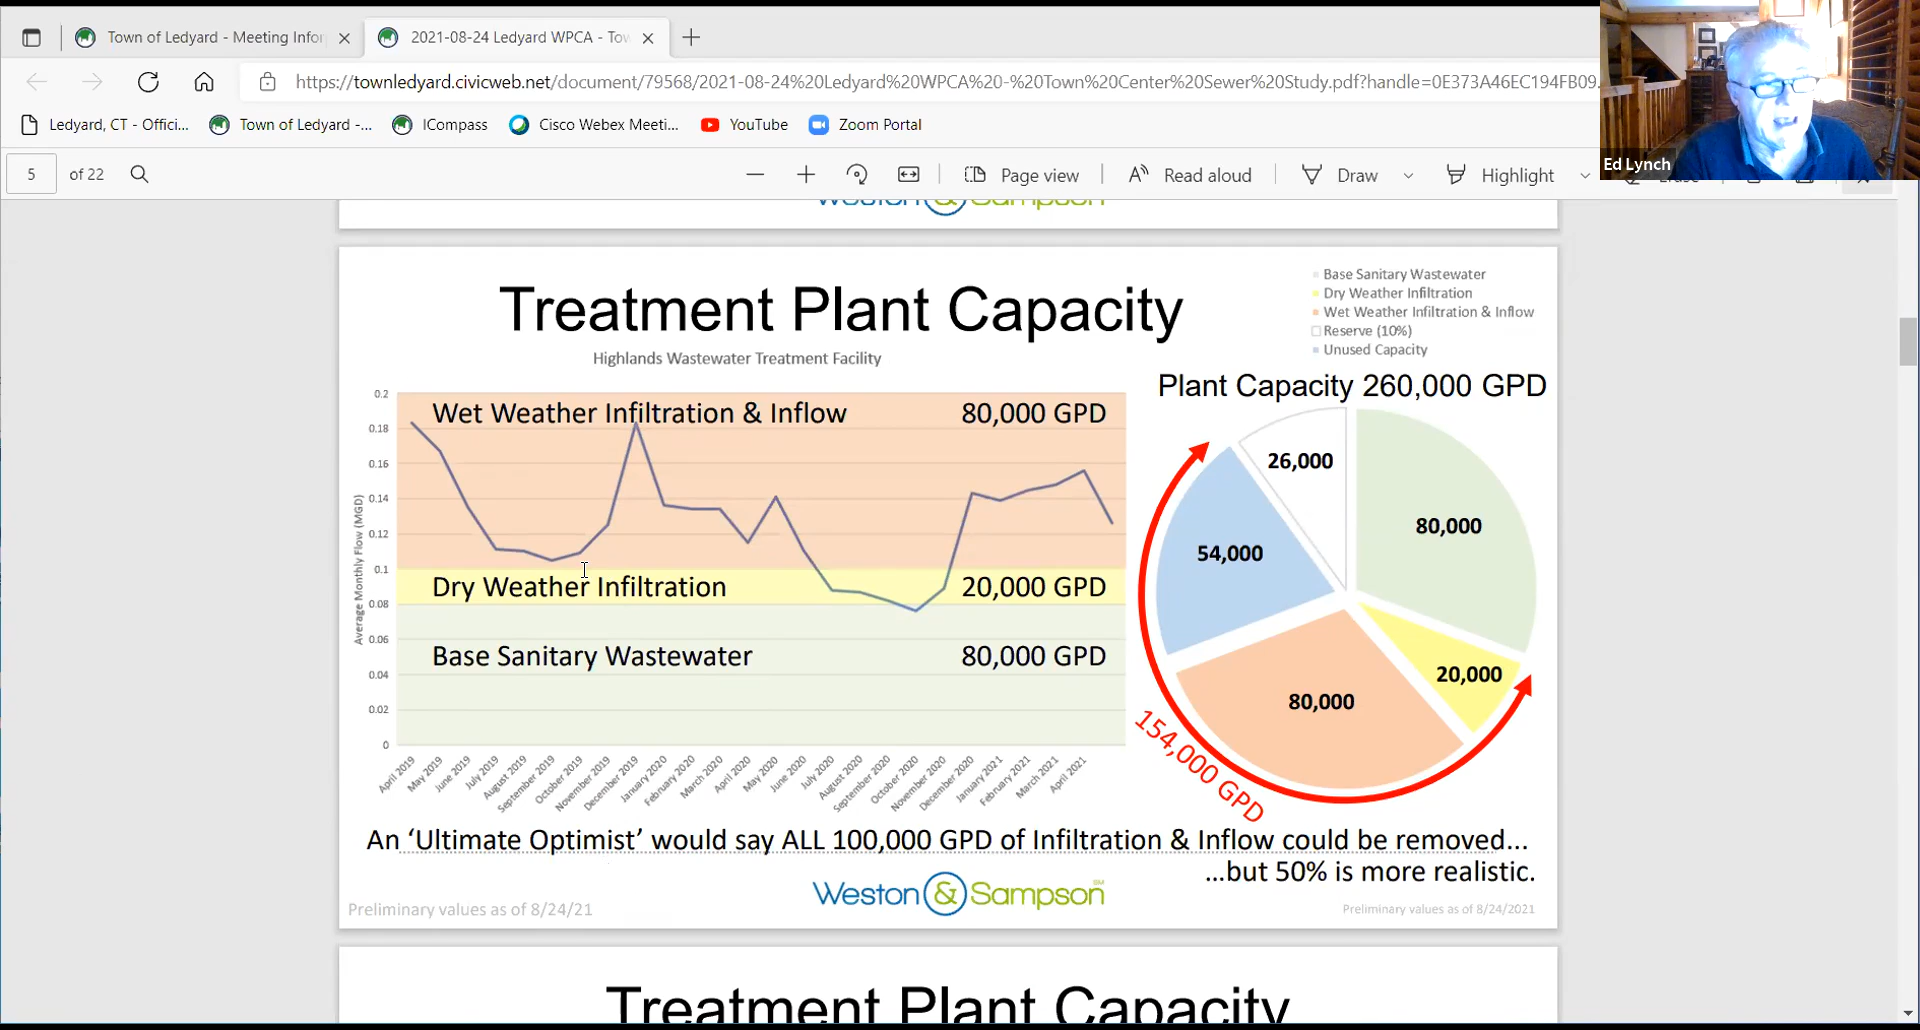 Town of Ledyard - Meeting Infor
2021-08-24 Ledyard WPCA - Tow
https://townledyard.civicweb.net/document/79568/2021-08-24%20Ledyard%20WPCA%20-%20Town%20Center%20Sewer%20Study.pdf?handle=0E373A46EC194FB09
Ledyard, CT - Offici...
Town of Ledyard -...
ICompass
Cisco Webex Meeti...
YouTube
Zoom Portal
Ed Lynch
5 of 22
Page view
Read aloud
Draw
Highlight
Erase
Weston & Sampson
Treatment Plant Capacity
Highlands Wastewater Treatment Facility
Base Sanitary Wastewater
Dry Weather Infiltration
Wet Weather Infiltration & Inflow
Reserve (10%)
Unused Capacity
Plant Capacity 260,000 GPD
Average Monthly Flow (MGD)
0.2
0.18
0.16
0.14
0.12
0.1
0.08
0.06
0.04
0.02
0
Wet Weather Infiltration & Inflow 80,000 GPD
Dry Weather Infiltration 20,000 GPD
Base Sanitary Wastewater 80,000 GPD
April 2019
May 2019
June 2019
July 2019
August 2019
September 2019
October 2019
November 2019
December 2019
January 2020
February 2020
March 2020
April 2020
May 2020
June 2020
July 2020
August 2020
September 2020
October 2020
November 2020
December 2020
January 2021
February 2021
March 2021
April 2021
26,000
80,000
54,000
20,000
80,000
154,000 GPD
An ‘Ultimate Optimist’ would say ALL 100,000 GPD of Infiltration & Inflow could be removed...
...but 50% is more realistic.
Weston & Sampson SM
Preliminary values as of 8/24/21
Preliminary values as of 8/24/2021
Treatment Plant Capacity